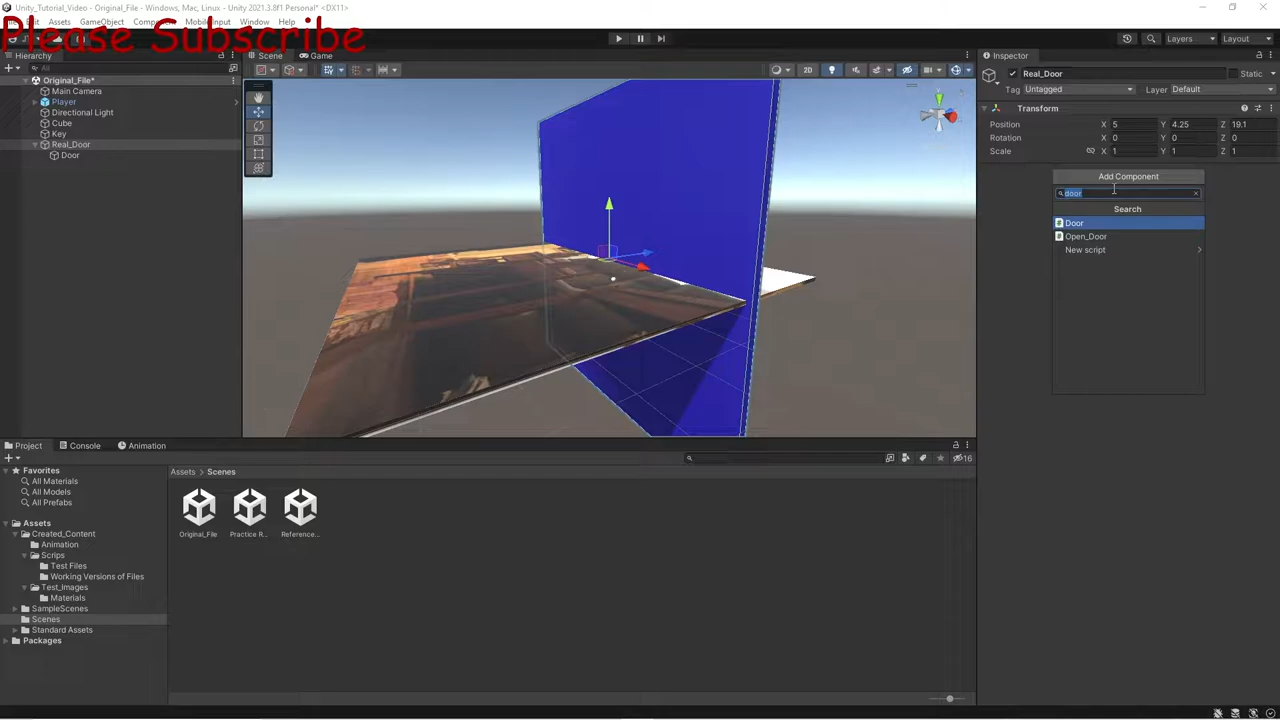 Unity_Tutorial_Video - Original_File - Windows, Mac, Linux - Unity 2021.3.8f1 Personal* <DX11>
Edit Assets GameObject Component MobileInput Window Help
Please Subscribe
Layers Layout
Hierarchy
Scene Game
Inspector
All
2D
Original_File*
Main Camera
Player
Directional Light
Cube
Key
Real_Door
Door
Real_Door Static
Tag Untagged Layer Default
Transform
Position X 5 Y 4.25 Z 19.1
Rotation X 0 Y 0 Z 0
Scale X 1 Y 1 Z 1
Add Component
door
Search
Door
Open_Door
New script
Project Console Animation
16
Favorites
All Materials
All Models
All Prefabs
Assets
Created_Content
Animation
Scrips
Test Files
Working Versions of Files
Test_Images
Materials
SampleScenes
Scenes
Standard Assets
Packages
Assets > Scenes
Original_File Practice R... Reference...